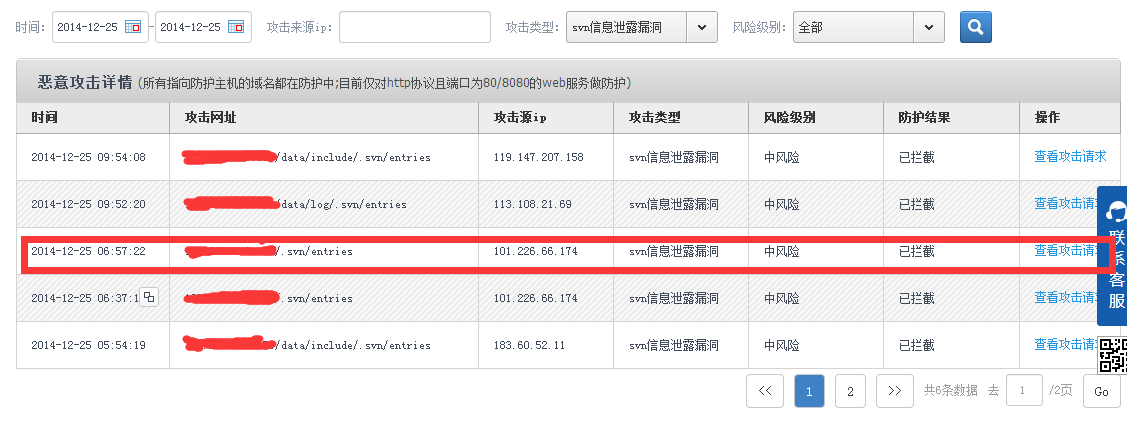 时间: 2014-12-25 - 2014-12-25 攻击来源ip: 攻击类型: svn信息泄露漏洞 风险级别: 全部
恶意攻击详情 (所有指向防护主机的域名都在防护中;目前仅对http协议且端口为80/8080的web服务做防护)
时间 攻击网址 攻击源ip 攻击类型 风险级别 防护结果 操作
2014-12-25 09:54:08 /data/include/.svn/entries 119.147.207.158 svn信息泄露漏洞 中风险 已拦截 查看攻击请求
2014-12-25 09:52:20 /data/log/.svn/entries 113.108.21.69 svn信息泄露漏洞 中风险 已拦截 查看攻击请
2014-12-25 06:57:22 /.svn/entries 101.226.66.174 svn信息泄露漏洞 中风险 已拦截 查看攻击请
2014-12-25 06:37:1 .svn/entries 101.226.66.174 svn信息泄露漏洞 中风险 已拦截 查看攻击请
2014-12-25 05:54:19 /data/include/.svn/entries 183.60.52.11 svn信息泄露漏洞 中风险 已拦截 查看攻击请
联系客服
<< 1 2 >> 共6条数据 去 1 /2页 Go